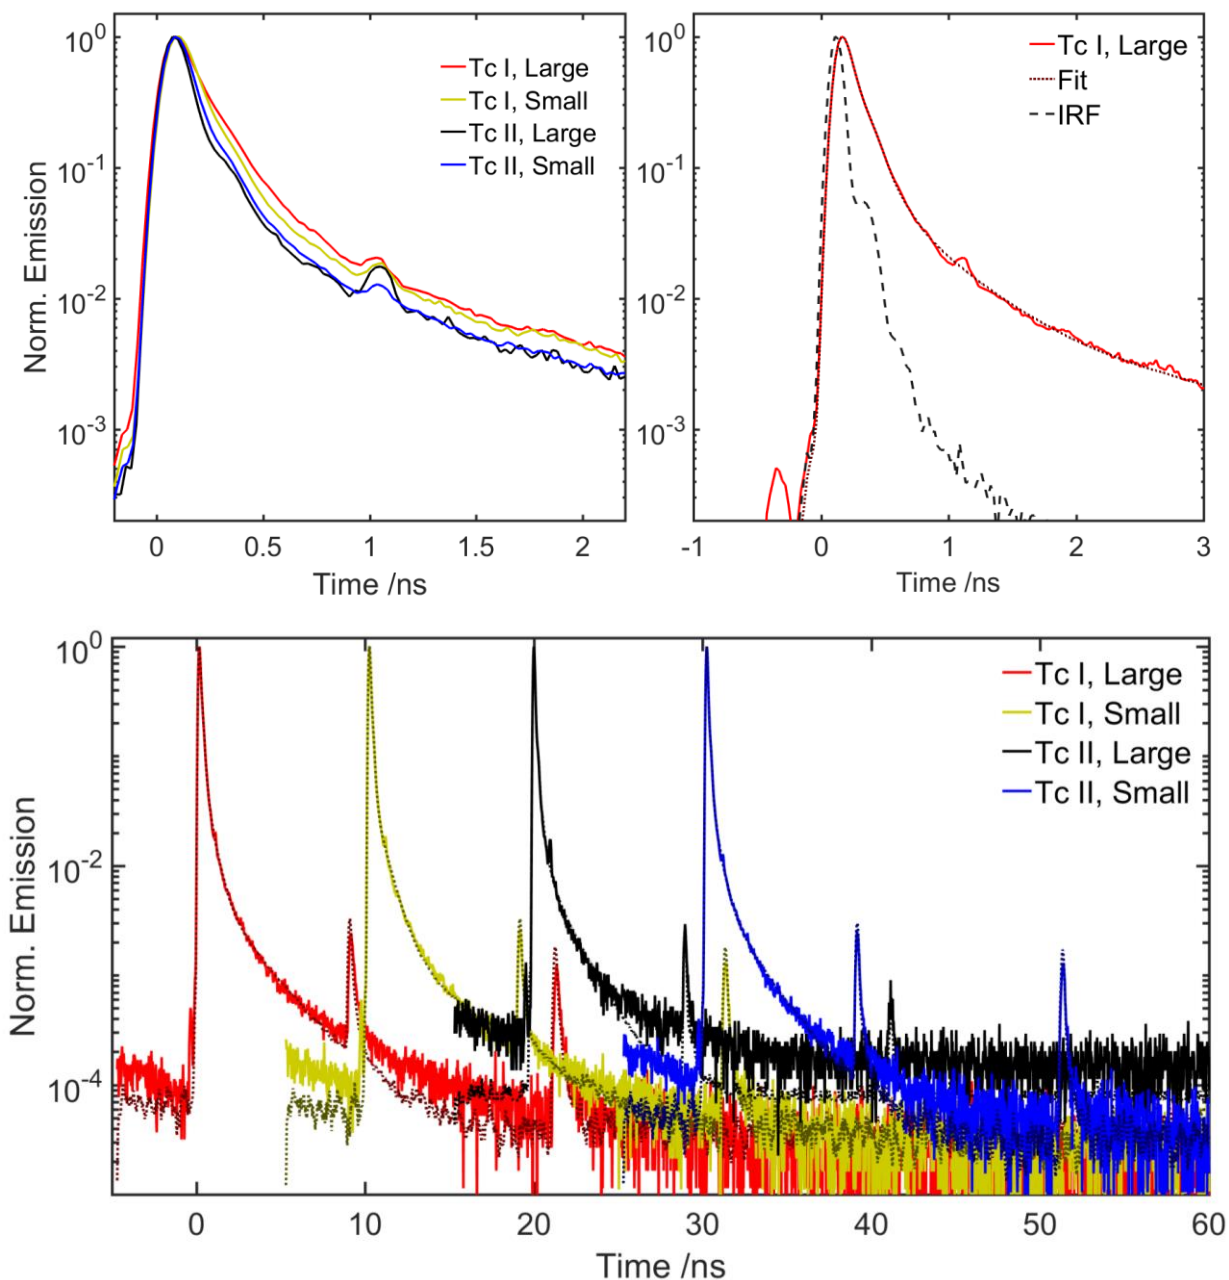 10^0
10^-1
10^-2
10^-3
Norm. Emission
Tc I, Large
Tc I, Small
Tc II, Large
Tc II, Small
0 0.5 1 1.5 2
Time /ns
10^0
10^-1
10^-2
10^-3
Tc I, Large
Fit
IRF
-1 0 1 2 3
Time /ns
10^0
10^-2
10^-4
Norm. Emission
Tc I, Large
Tc I, Small
Tc II, Large
Tc II, Small
0 10 20 30 40 50 60
Time /ns